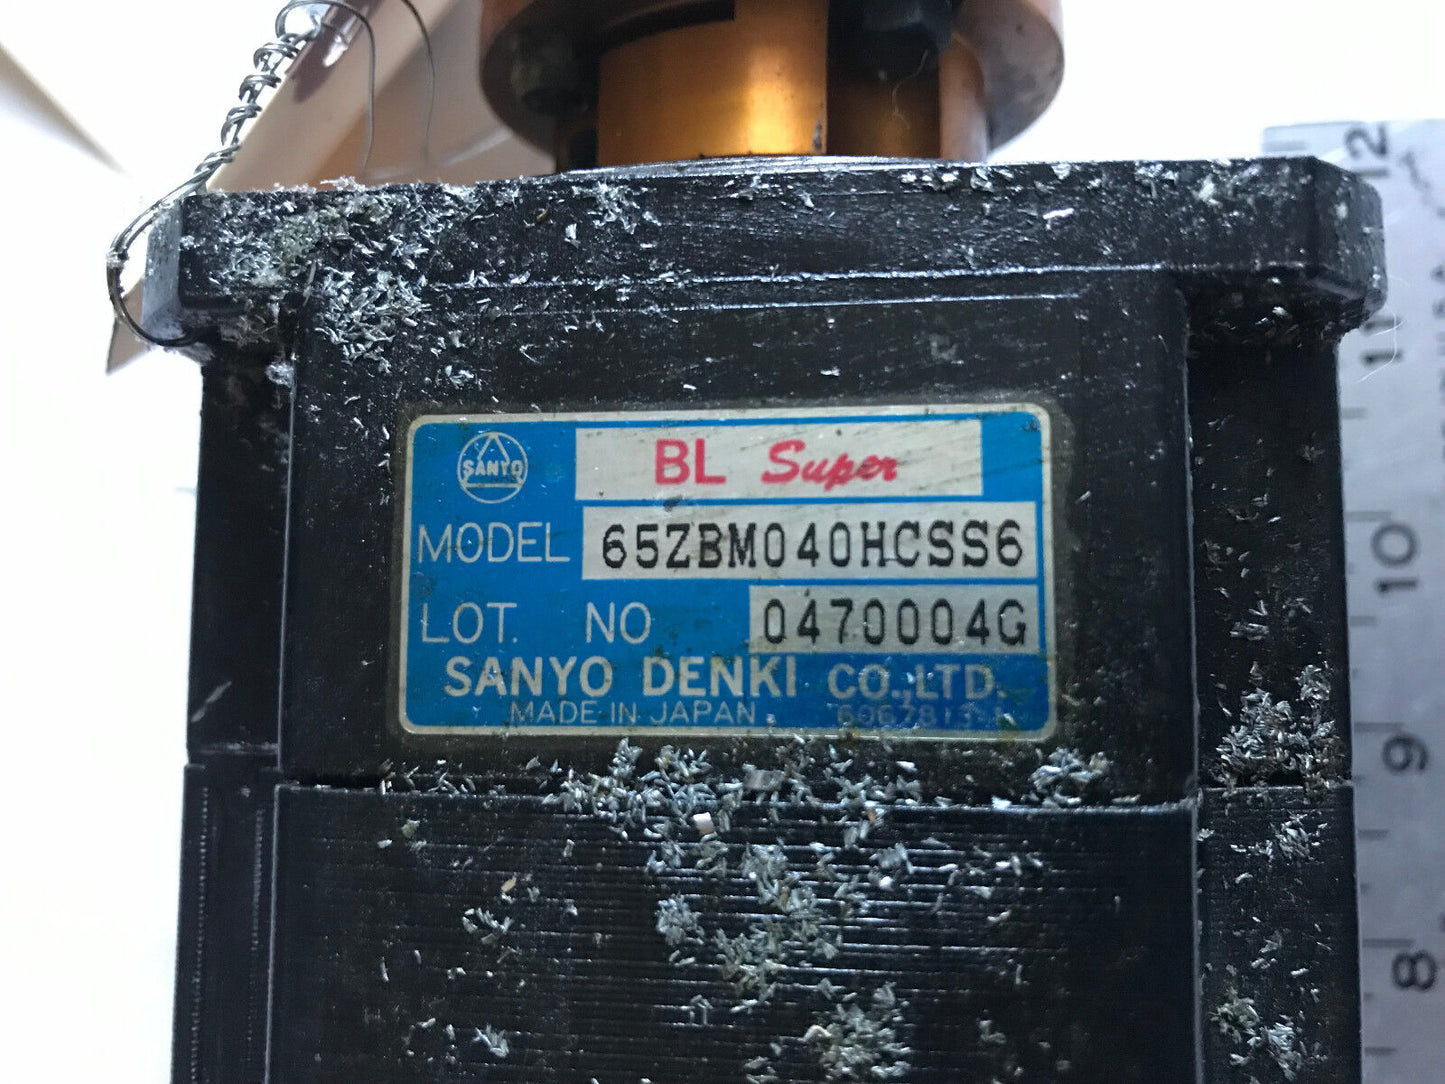 SANYO
BL Super
MODEL 65ZBM040HCSS6
LOT. NO 0470004G
SANYO DENKI CO.,LTD.
MADE IN JAPAN
12
11
10
9
8